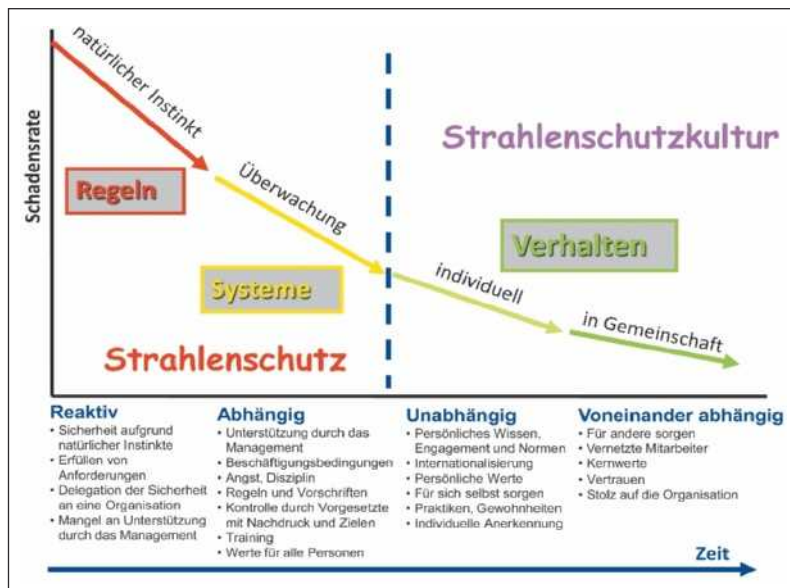 natürlicher Instinkt
Schadensrate
Regeln
Überwachung
Systeme
Strahlenschutz
Strahlenschutzkultur
Verhalten
individuell
in Gemeinschaft
Reaktiv
• Sicherheit aufgrund
natürlicher Instinkte
• Erfüllen von
Anforderungen
• Delegation der Sicherheit
an eine Organisation
• Mangel an Unterstützung
durch das Management
Abhängig
• Unterstützung durch das
Management
• Beschäftigungsbedingungen
• Angst, Disziplin
• Regeln und Vorschriften
• Kontrolle durch Vorgesetzte
mit Nachdruck und Zielen
• Training
• Werte für alle Personen
Unabhängig
• Persönliches Wissen,
Engagement und Normen
• Internationalisierung
• Persönliche Werte
• Für sich selbst sorgen
• Praktiken, Gewohnheiten
• Individuelle Anerkennung
Voneinander abhängig
• Für andere sorgen
• Vernetzte Mitarbeiter
• Kernwerte
• Vertrauen
• Stolz auf die Organisation
Zeit